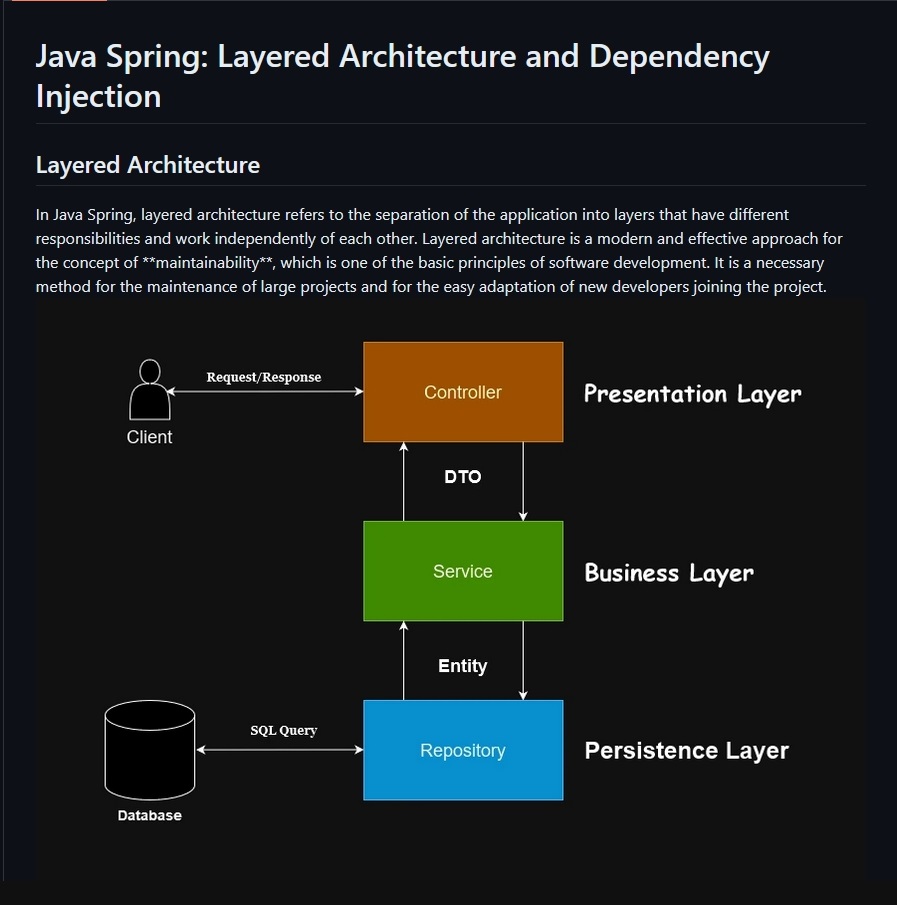 Java Spring: Layered Architecture and Dependency
Injection
Layered Architecture
In Java Spring, layered architecture refers to the separation of the application into layers that have different
responsibilities and work independently of each other. Layered architecture is a modern and effective approach for
the concept of **maintainability**, which is one of the basic principles of software development. It is a necessary
method for the maintenance of large projects and for the easy adaptation of new developers joining the project.
Request/Response
Controller
Presentation Layer
Client
DTO
Service
Business Layer
Entity
SQL Query
Repository
Persistence Layer
Database